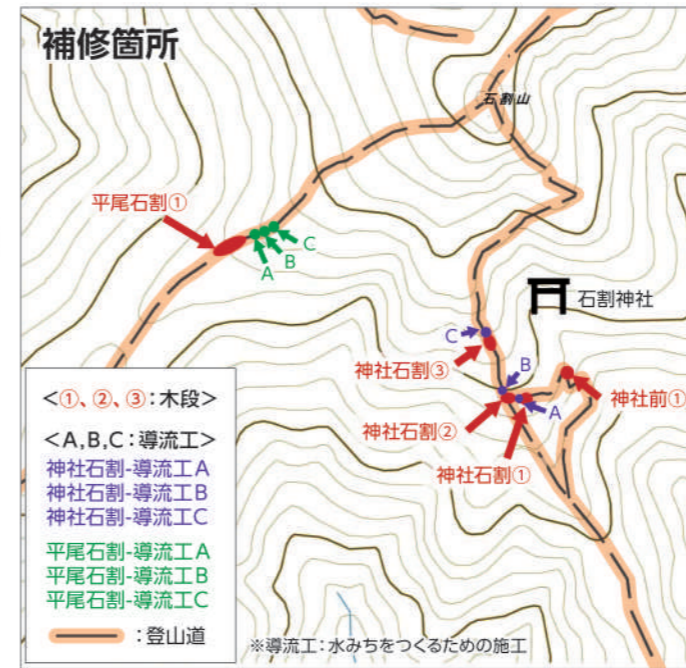 補修箇所
石割山
平尾石割①
A
B
C
石割神社
C
神社石割③
B
A
神社前①
神社石割②
神社石割①
<①、②、③:木段>
<A,B,C:導流工>
神社石割-導流工A
神社石割-導流工B
神社石割-導流工C
平尾石割-導流工A
平尾石割-導流工B
平尾石割-導流工C
:登山道
※導流工:水みちをつくるための施工